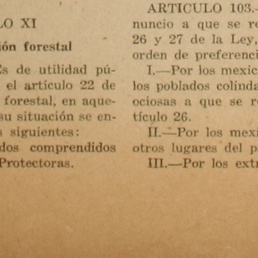 LO XI
ón forestal
Es de utilidad pú-
el artículo 22 de
forestal, en aque-
su situación se en-
s siguientes:
dos comprendidos
Protectoras.
ARTICULO 103.—
nuncio a que se re
26 y 27 de la Ley,
orden de preferenci
I.—Por los mexic
los poblados colinda
ociosas a que se re
tículo 26.
II.—Por los mexi
otros lugares del p
III.—Por los extr